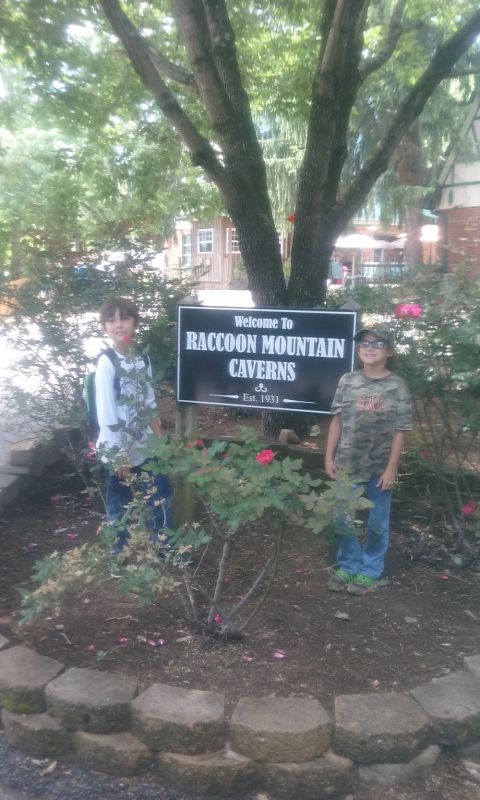 Welcome To
RACCOON MOUNTAIN
CAVERNS
Est. 1931